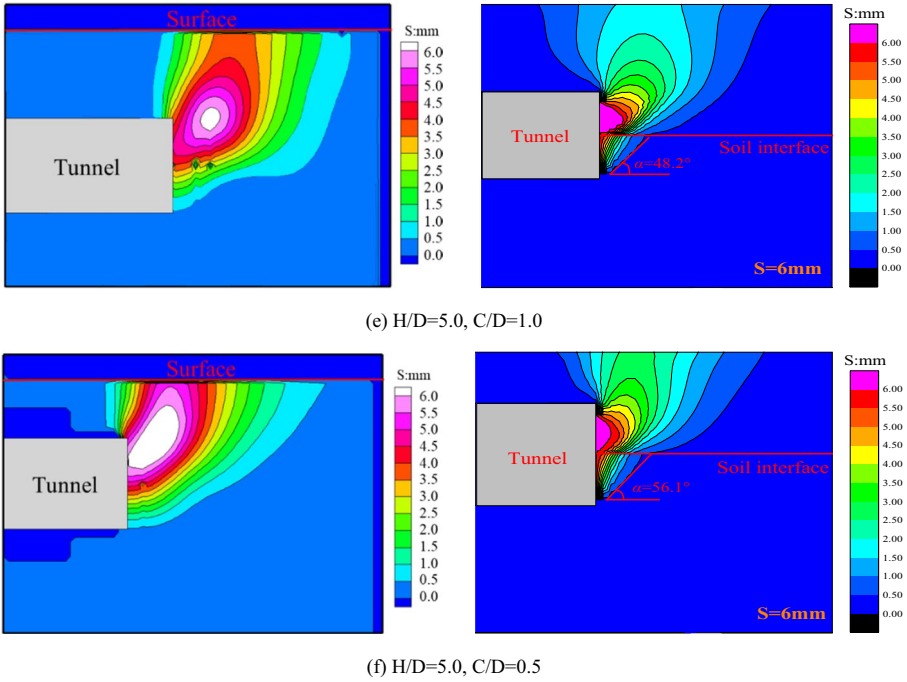 Surface
S:mm
6.0
5.5
5.0
4.5
4.0
3.5
3.0
2.5
2.0
1.5
1.0
0.5
0.0
Tunnel
S:mm
6.00
5.50
5.00
4.50
4.00
3.50
3.00
2.50
2.00
1.50
1.00
0.50
0.00
Tunnel
Soil interface
α=48.2°
S=6mm
(e) H/D=5.0, C/D=1.0
Surface
S:mm
6.0
5.5
5.0
4.5
4.0
3.5
3.0
2.5
2.0
1.5
1.0
0.5
0.0
Tunnel
S:mm
6.00
5.50
5.00
4.50
4.00
3.50
3.00
2.50
2.00
1.50
1.00
0.50
0.00
Tunnel
Soil interface
α=56.1°
S=6mm
(f) H/D=5.0, C/D=0.5